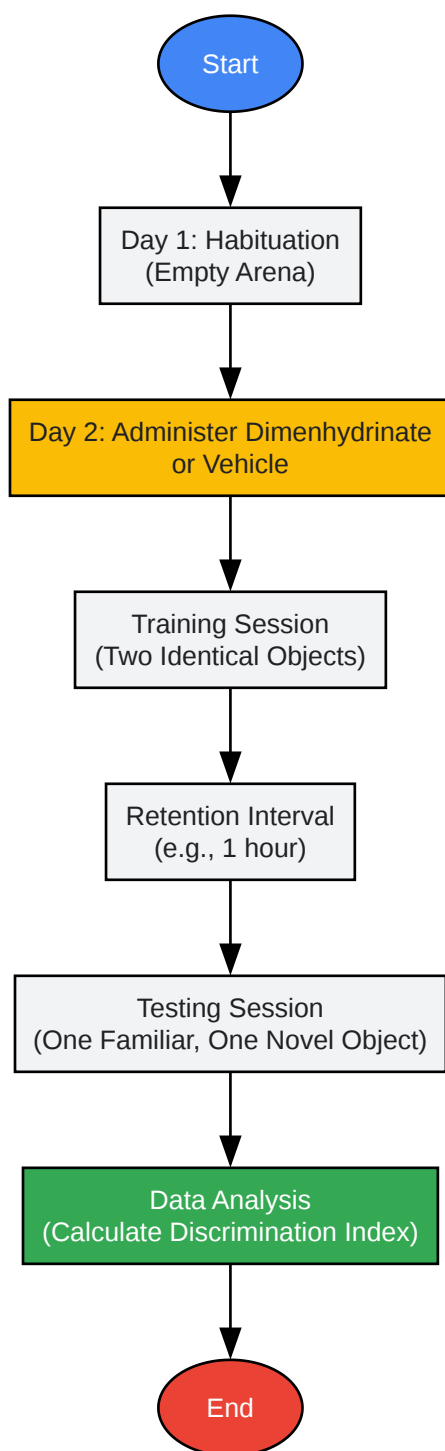 Start
Day 1: Habituation
(Empty Arena)
Day 2: Administer Dimenhydrinate
or Vehicle
Training Session
(Two Identical Objects)
Retention Interval
(e.g., 1 hour)
Testing Session
(One Familiar, One Novel Object)
Data Analysis
(Calculate Discrimination Index)
End